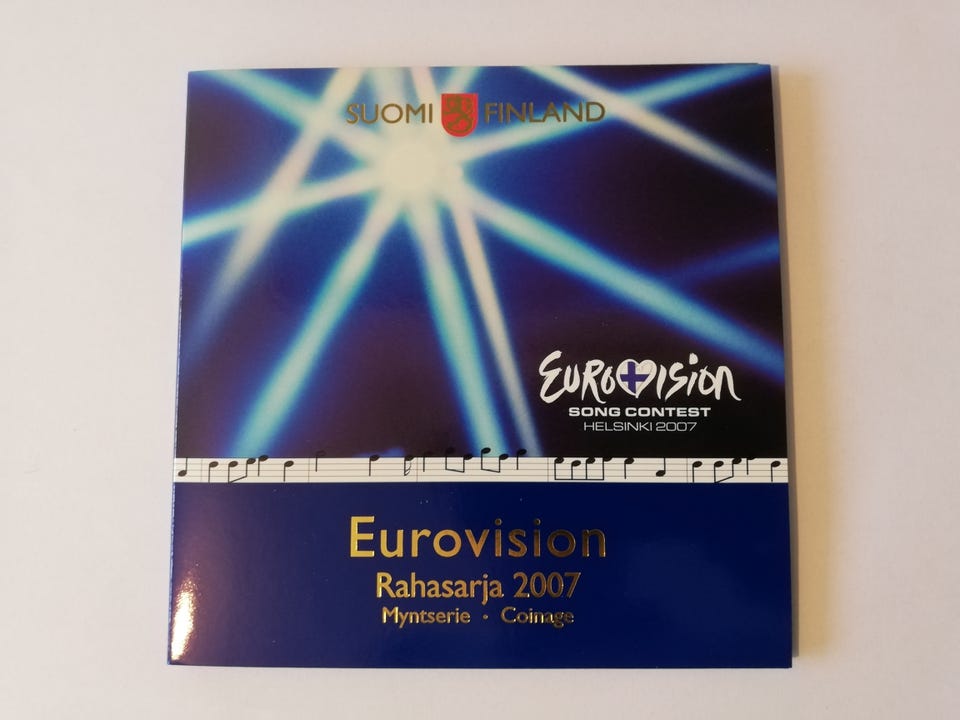 SUOMI FINLAND
EUROVISION
SONG CONTEST
HELSINKI 2007
Eurovision
Rahasarja 2007
Myntserie · Coinage